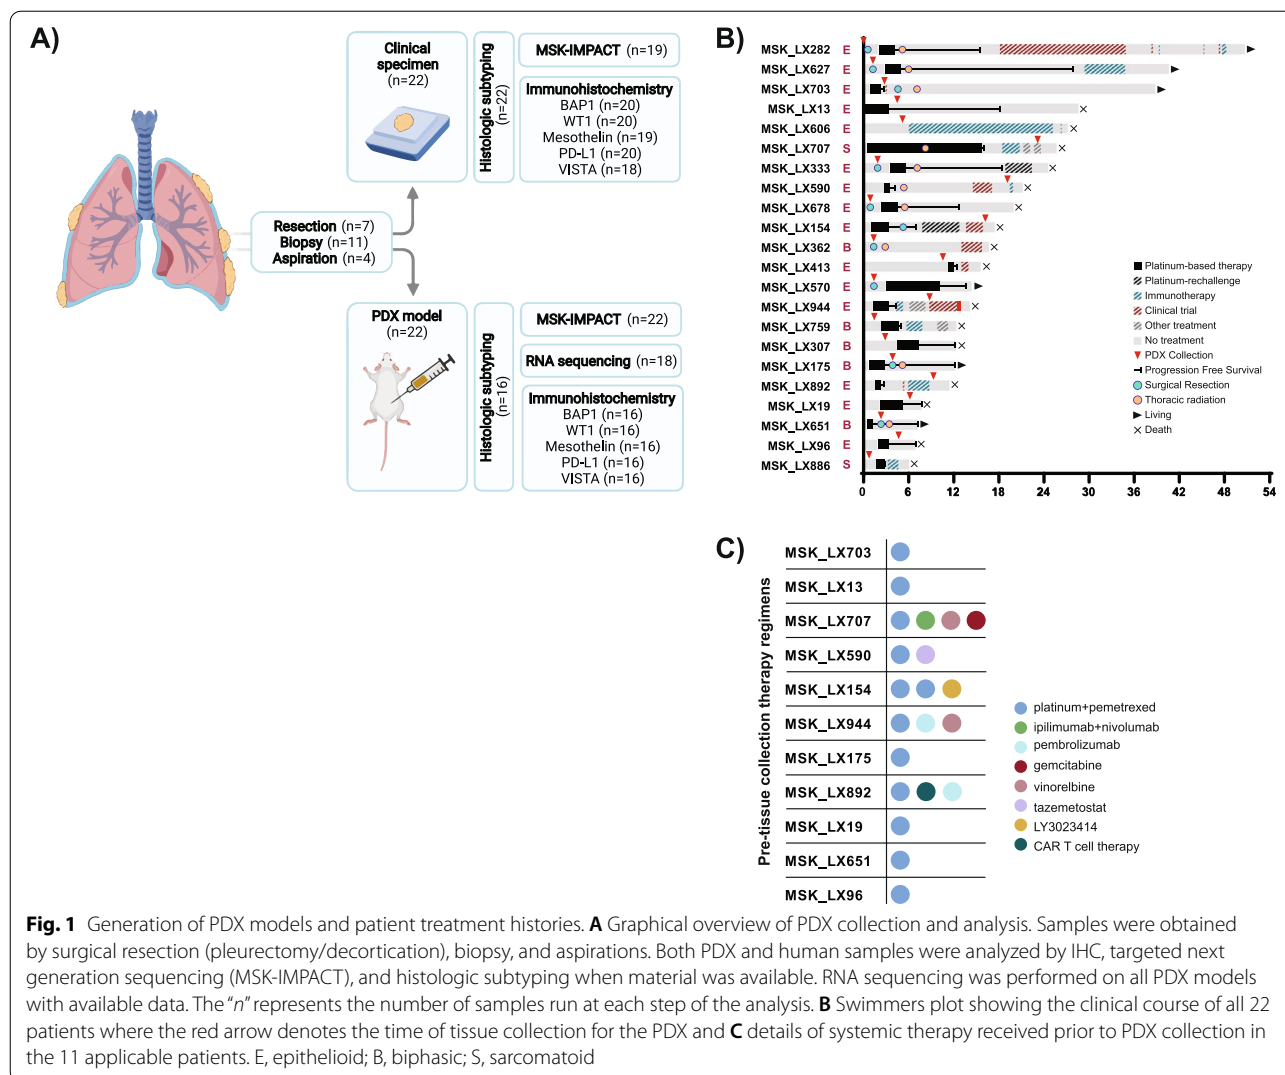 A)
Clinical
specimen
(n=22)
Histologic subtyping
(n=22)
MSK-IMPACT (n=19)
Immunohistochemistry
BAP1 (n=20)
WT1 (n=20)
Mesothelin (n=19)
PD-L1 (n=20)
VISTA (n=18)
Resection (n=7)
Biopsy (n=11)
Aspiration (n=4)
PDX model
(n=22)
Histologic subtyping
(n=16)
MSK-IMPACT (n=22)
RNA sequencing (n=18)
Immunohistochemistry
BAP1 (n=16)
WT1 (n=16)
Mesothelin (n=16)
PD-L1 (n=16)
VISTA (n=16)
B)
MSK_LX282 E
MSK_LX627 E
MSK_LX703 E
MSK_LX13 E
MSK_LX606 E
MSK_LX707 S
MSK_LX333 E
MSK_LX590 E
MSK_LX678 E
MSK_LX154 E
MSK_LX362 B
MSK_LX413 E
MSK_LX570 E
MSK_LX944 E
MSK_LX759 B
MSK_LX307 B
MSK_LX175 B
MSK_LX892 E
MSK_LX19 E
MSK_LX651 B
MSK_LX96 E
MSK_LX886 S
0 6 12 18 24 30 36 42 48 54
Platinum-based therapy
Platinum-rechallenge
Immunotherapy
Clinical trial
Other treatment
No treatment
PDX Collection
Progression Free Survival
Surgical Resection
Thoracic radiation
Living
Death
C)
Pre-tissue collection therapy regimens
MSK_LX703
MSK_LX13
MSK_LX707
MSK_LX590
MSK_LX154
MSK_LX944
MSK_LX175
MSK_LX892
MSK_LX19
MSK_LX651
MSK_LX96
platinum+pemetrexed
ipilimumab+nivolumab
pembrolizumab
gemcitabine
vinorelbine
tazemetostat
LY3023414
CAR T cell therapy
Fig. 1 Generation of PDX models and patient treatment histories. A Graphical overview of PDX collection and analysis. Samples were obtained
by surgical resection (pleurectomy/decortication), biopsy, and aspirations. Both PDX and human samples were analyzed by IHC, targeted next
generation sequencing (MSK-IMPACT), and histologic subtyping when material was available. RNA sequencing was performed on all PDX models
with available data. The “n” represents the number of samples run at each step of the analysis. B Swimmers plot showing the clinical course of all 22
patients where the red arrow denotes the time of tissue collection for the PDX and C details of systemic therapy received prior to PDX collection in
the 11 applicable patients. E, epithelioid; B, biphasic; S, sarcomatoid